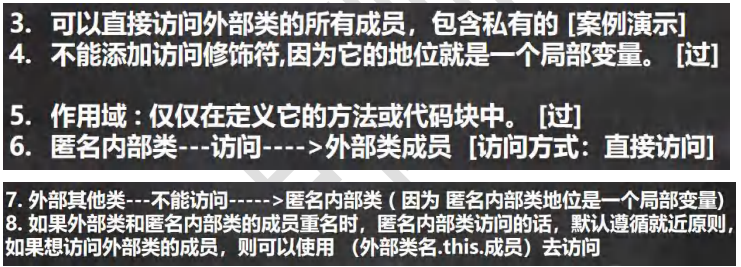 3. 可以直接访问外部类的所有成员，包含私有的 [案例演示]
4. 不能添加访问修饰符,因为它的地位就是一个局部变量。 [过]
5. 作用域 : 仅仅在定义它的方法或代码块中。 [过]
6. 匿名内部类---访问---->外部类成员 [访问方式：直接访问]
7. 外部其他类---不能访问----->匿名内部类（因为 匿名内部类地位是一个局部变量)
8. 如果外部类和匿名内部类的成员重名时，匿名内部类访问的话，默认遵循就近原则，
如果想访问外部类的成员，则可以使用 （外部类名.this.成员）去访问